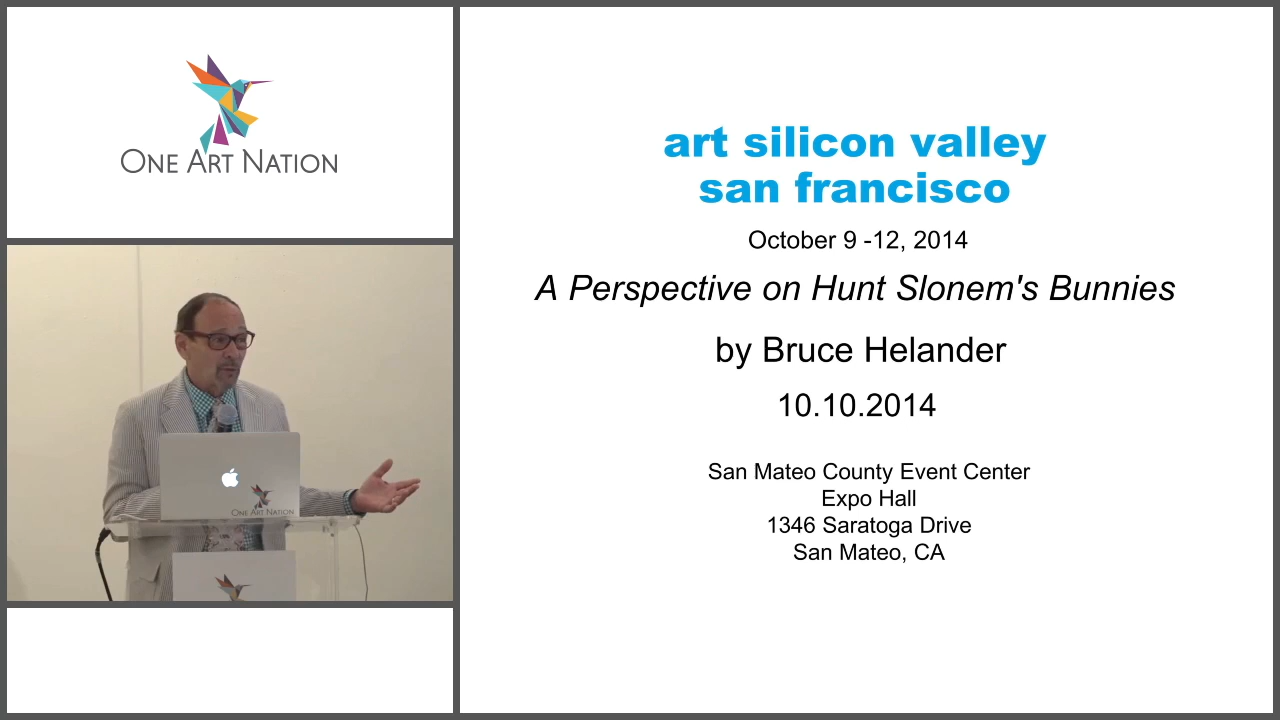 ONE ART NATION
art silicon valley
san francisco
October 9 -12, 2014
A Perspective on Hunt Slonem's Bunnies
by Bruce Helander
10.10.2014
San Mateo County Event Center
Expo Hall
1346 Saratoga Drive
San Mateo, CA
ONE ART NATION